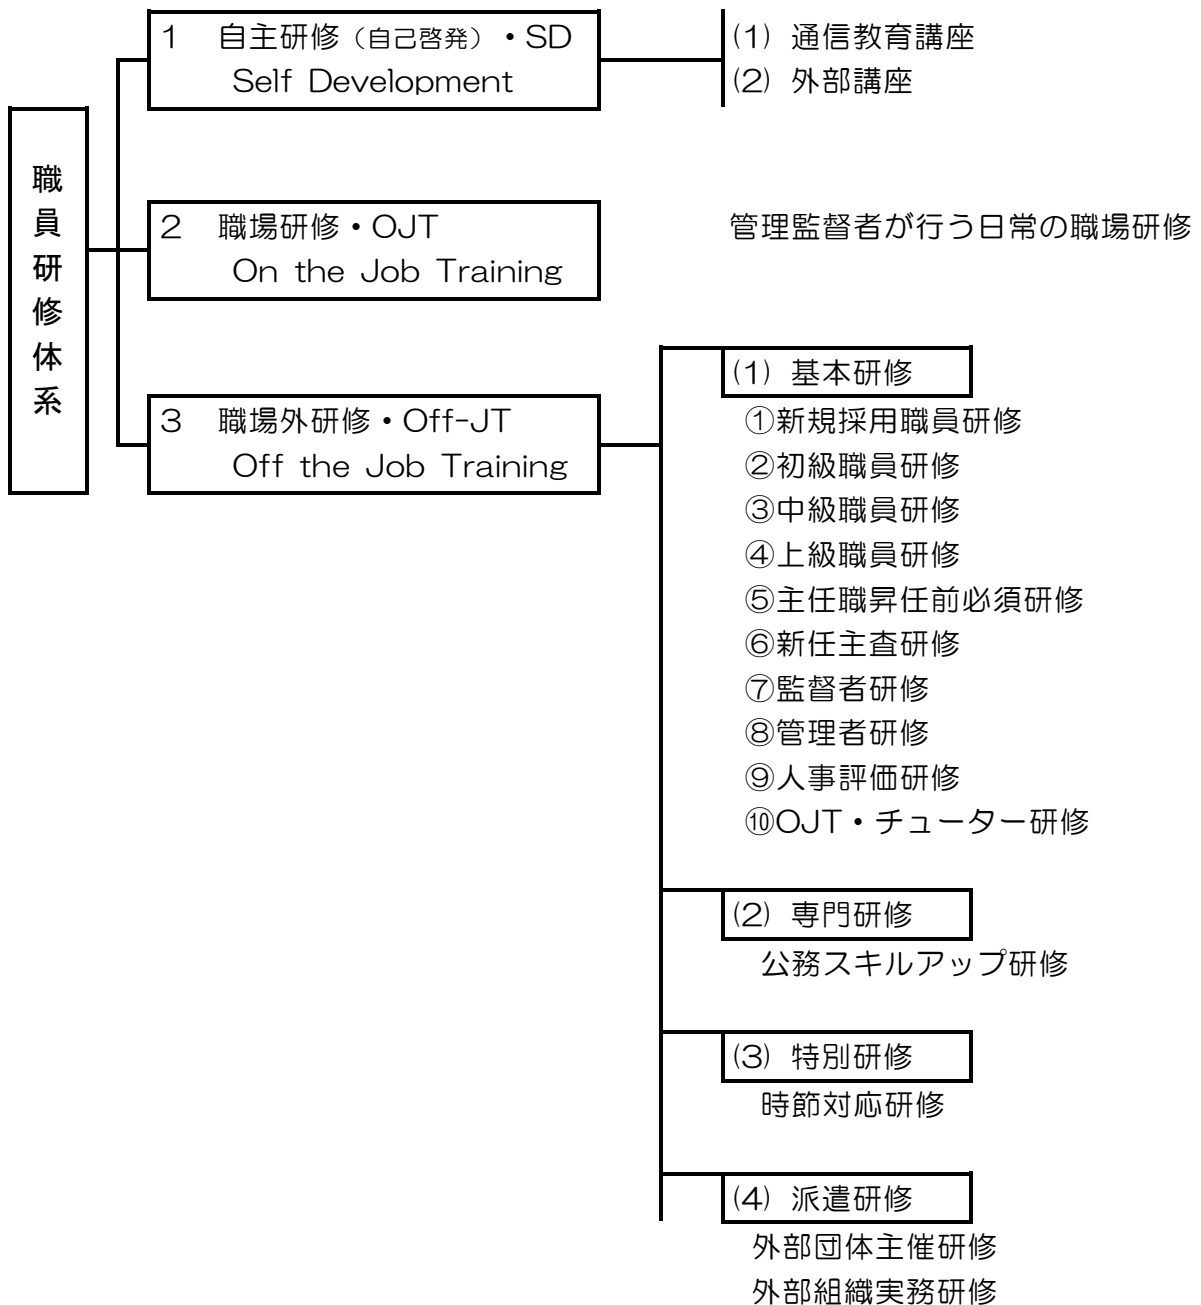 職員研修体系
1 自主研修（自己啓発）・SD
Self Development
(1) 通信教育講座
(2) 外部講座
2 職場研修・OJT
On the Job Training
管理監督者が行う日常の職場研修
3 職場外研修・Off-JT
Off the Job Training
(1) 基本研修
①新規採用職員研修
②初級職員研修
③中級職員研修
④上級職員研修
⑤主任職昇任前必須研修
⑥新任主査研修
⑦監督者研修
⑧管理者研修
⑨人事評価研修
⑩OJT・チューター研修
(2) 専門研修
公務スキルアップ研修
(3) 特別研修
時節対応研修
(4) 派遣研修
外部団体主催研修
外部組織実務研修